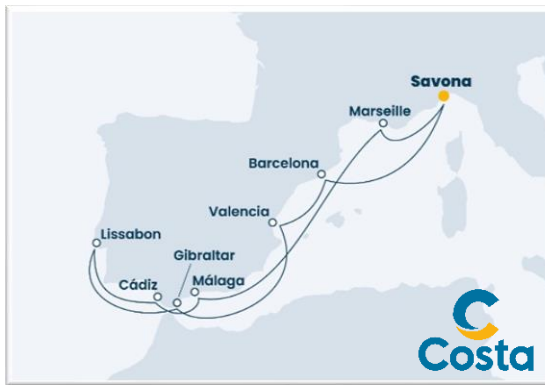 Savona
Marseille
Barcelona
Valencia
Lissabon
Gibraltar
Cádiz
Málaga
Costa